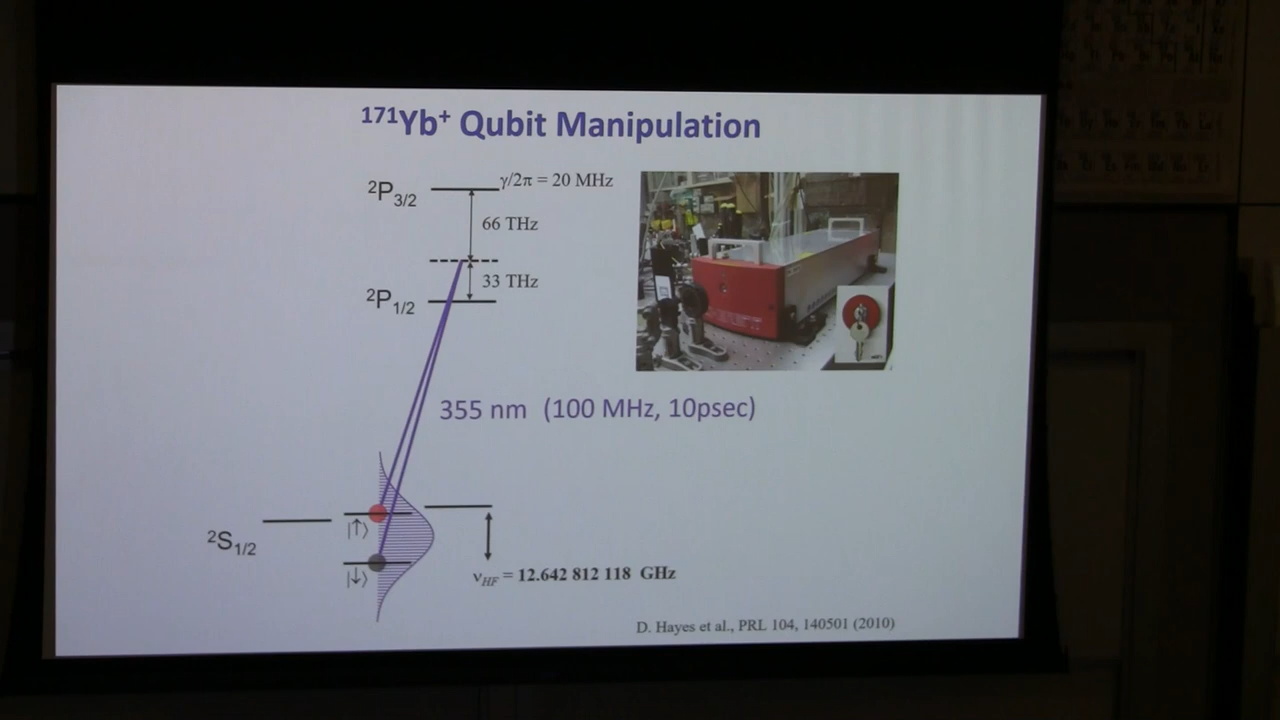 ¹⁷¹Yb⁺ Qubit Manipulation
²P₃/₂
γ/2π = 20 MHz
66 THz
33 THz
²P₁/₂
355 nm (100 MHz, 10psec)
|↑⟩
²S₁/₂
|↓⟩
ν_HF = 12.642 812 118 GHz
D. Hayes et al., PRL 104, 140501 (2010)